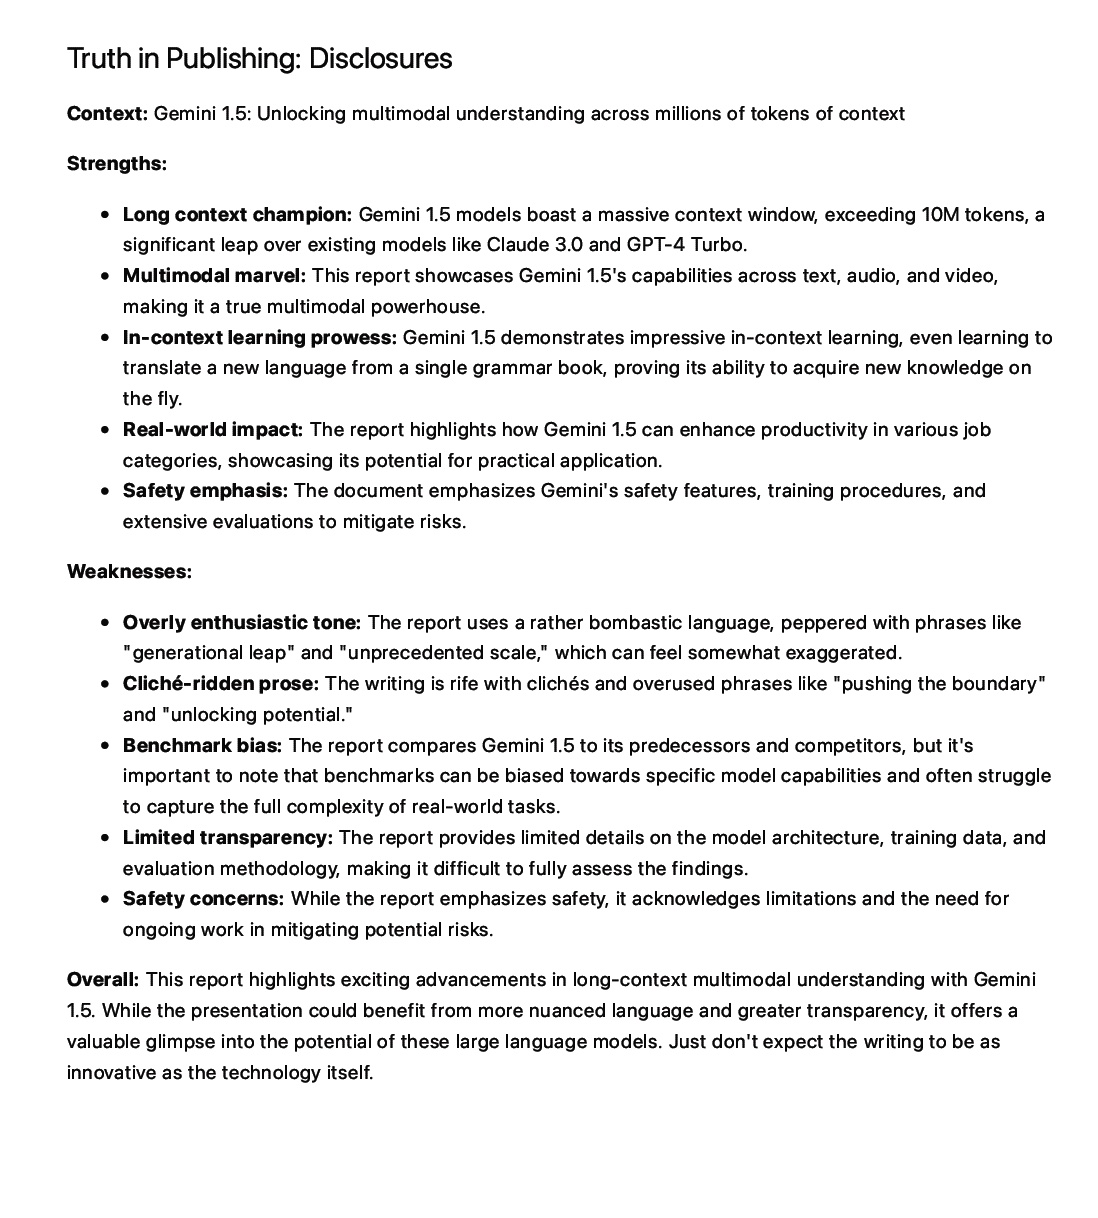 Truth in Publishing: Disclosures
Context: Gemini 1.5: Unlocking multimodal understanding across millions of tokens of context
Strengths:
• Long context champion: Gemini 1.5 models boast a massive context window, exceeding 10M tokens, a
significant leap over existing models like Claude 3.0 and GPT-4 Turbo.
• Multimodal marvel: This report showcases Gemini 1.5's capabilities across text, audio, and video,
making it a true multimodal powerhouse.
• In-context learning prowess: Gemini 1.5 demonstrates impressive in-context learning, even learning to
translate a new language from a single grammar book, proving its ability to acquire new knowledge on
the fly.
• Real-world impact: The report highlights how Gemini 1.5 can enhance productivity in various job
categories, showcasing its potential for practical application.
• Safety emphasis: The document emphasizes Gemini's safety features, training procedures, and
extensive evaluations to mitigate risks.
Weaknesses:
• Overly enthusiastic tone: The report uses a rather bombastic language, peppered with phrases like
"generational leap" and "unprecedented scale," which can feel somewhat exaggerated.
• Cliché-ridden prose: The writing is rife with clichés and overused phrases like "pushing the boundary"
and "unlocking potential."
• Benchmark bias: The report compares Gemini 1.5 to its predecessors and competitors, but it's
important to note that benchmarks can be biased towards specific model capabilities and often struggle
to capture the full complexity of real-world tasks.
• Limited transparency: The report provides limited details on the model architecture, training data, and
evaluation methodology, making it difficult to fully assess the findings.
• Safety concerns: While the report emphasizes safety, it acknowledges limitations and the need for
ongoing work in mitigating potential risks.
Overall: This report highlights exciting advancements in long-context multimodal understanding with Gemini
1.5. While the presentation could benefit from more nuanced language and greater transparency, it offers a
valuable glimpse into the potential of these large language models. Just don't expect the writing to be as
innovative as the technology itself.